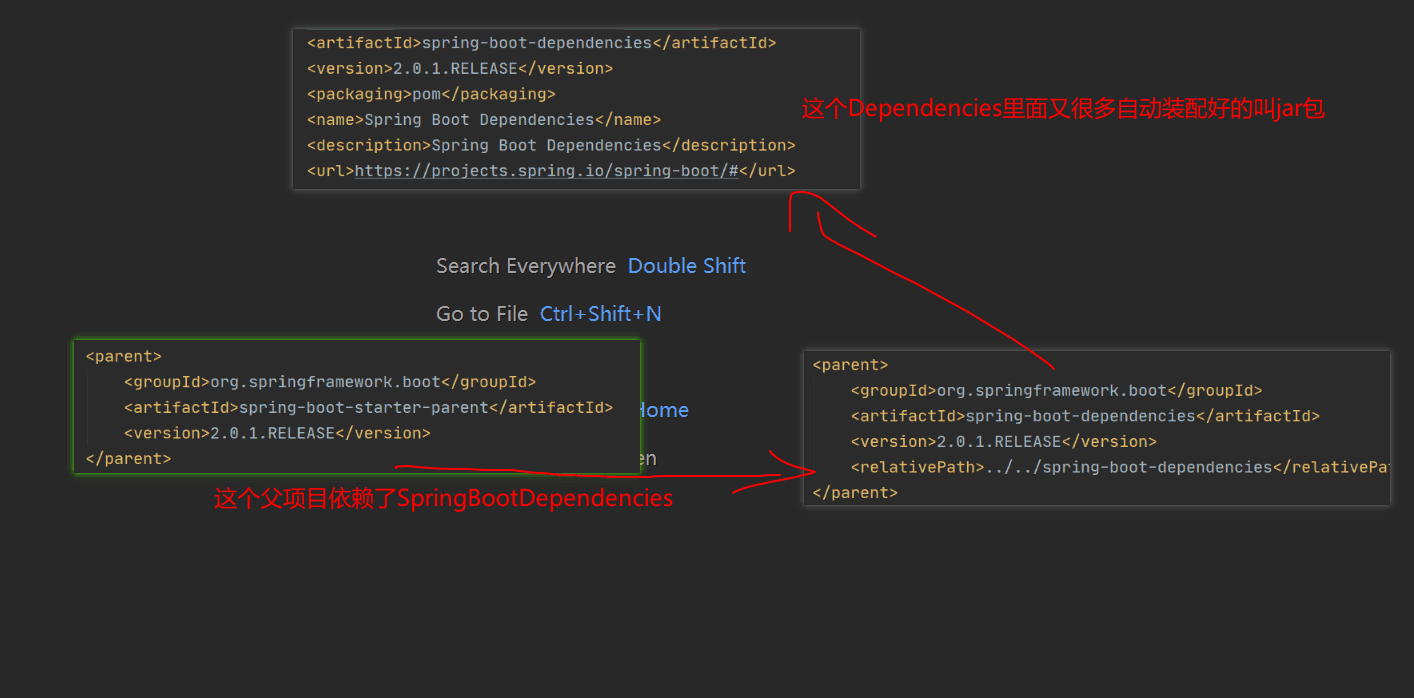 <artifactId>spring-boot-dependencies</artifactId>
<version>2.0.1.RELEASE</version>
<packaging>pom</packaging>
<name>Spring Boot Dependencies</name>
<description>Spring Boot Dependencies</description>
<url>https://projects.spring.io/spring-boot/#</url>
这个Dependencies里面又很多自动装配好的叫jar包
Search Everywhere Double Shift
Go to File Ctrl+Shift+N
Home
en
<parent>
<groupId>org.springframework.boot</groupId>
<artifactId>spring-boot-starter-parent</artifactId>
<version>2.0.1.RELEASE</version>
</parent>
这个父项目依赖了SpringBootDependencies
<parent>
<groupId>org.springframework.boot</groupId>
<artifactId>spring-boot-dependencies</artifactId>
<version>2.0.1.RELEASE</version>
<relativePath>../../spring-boot-dependencies</relativePat
</parent>